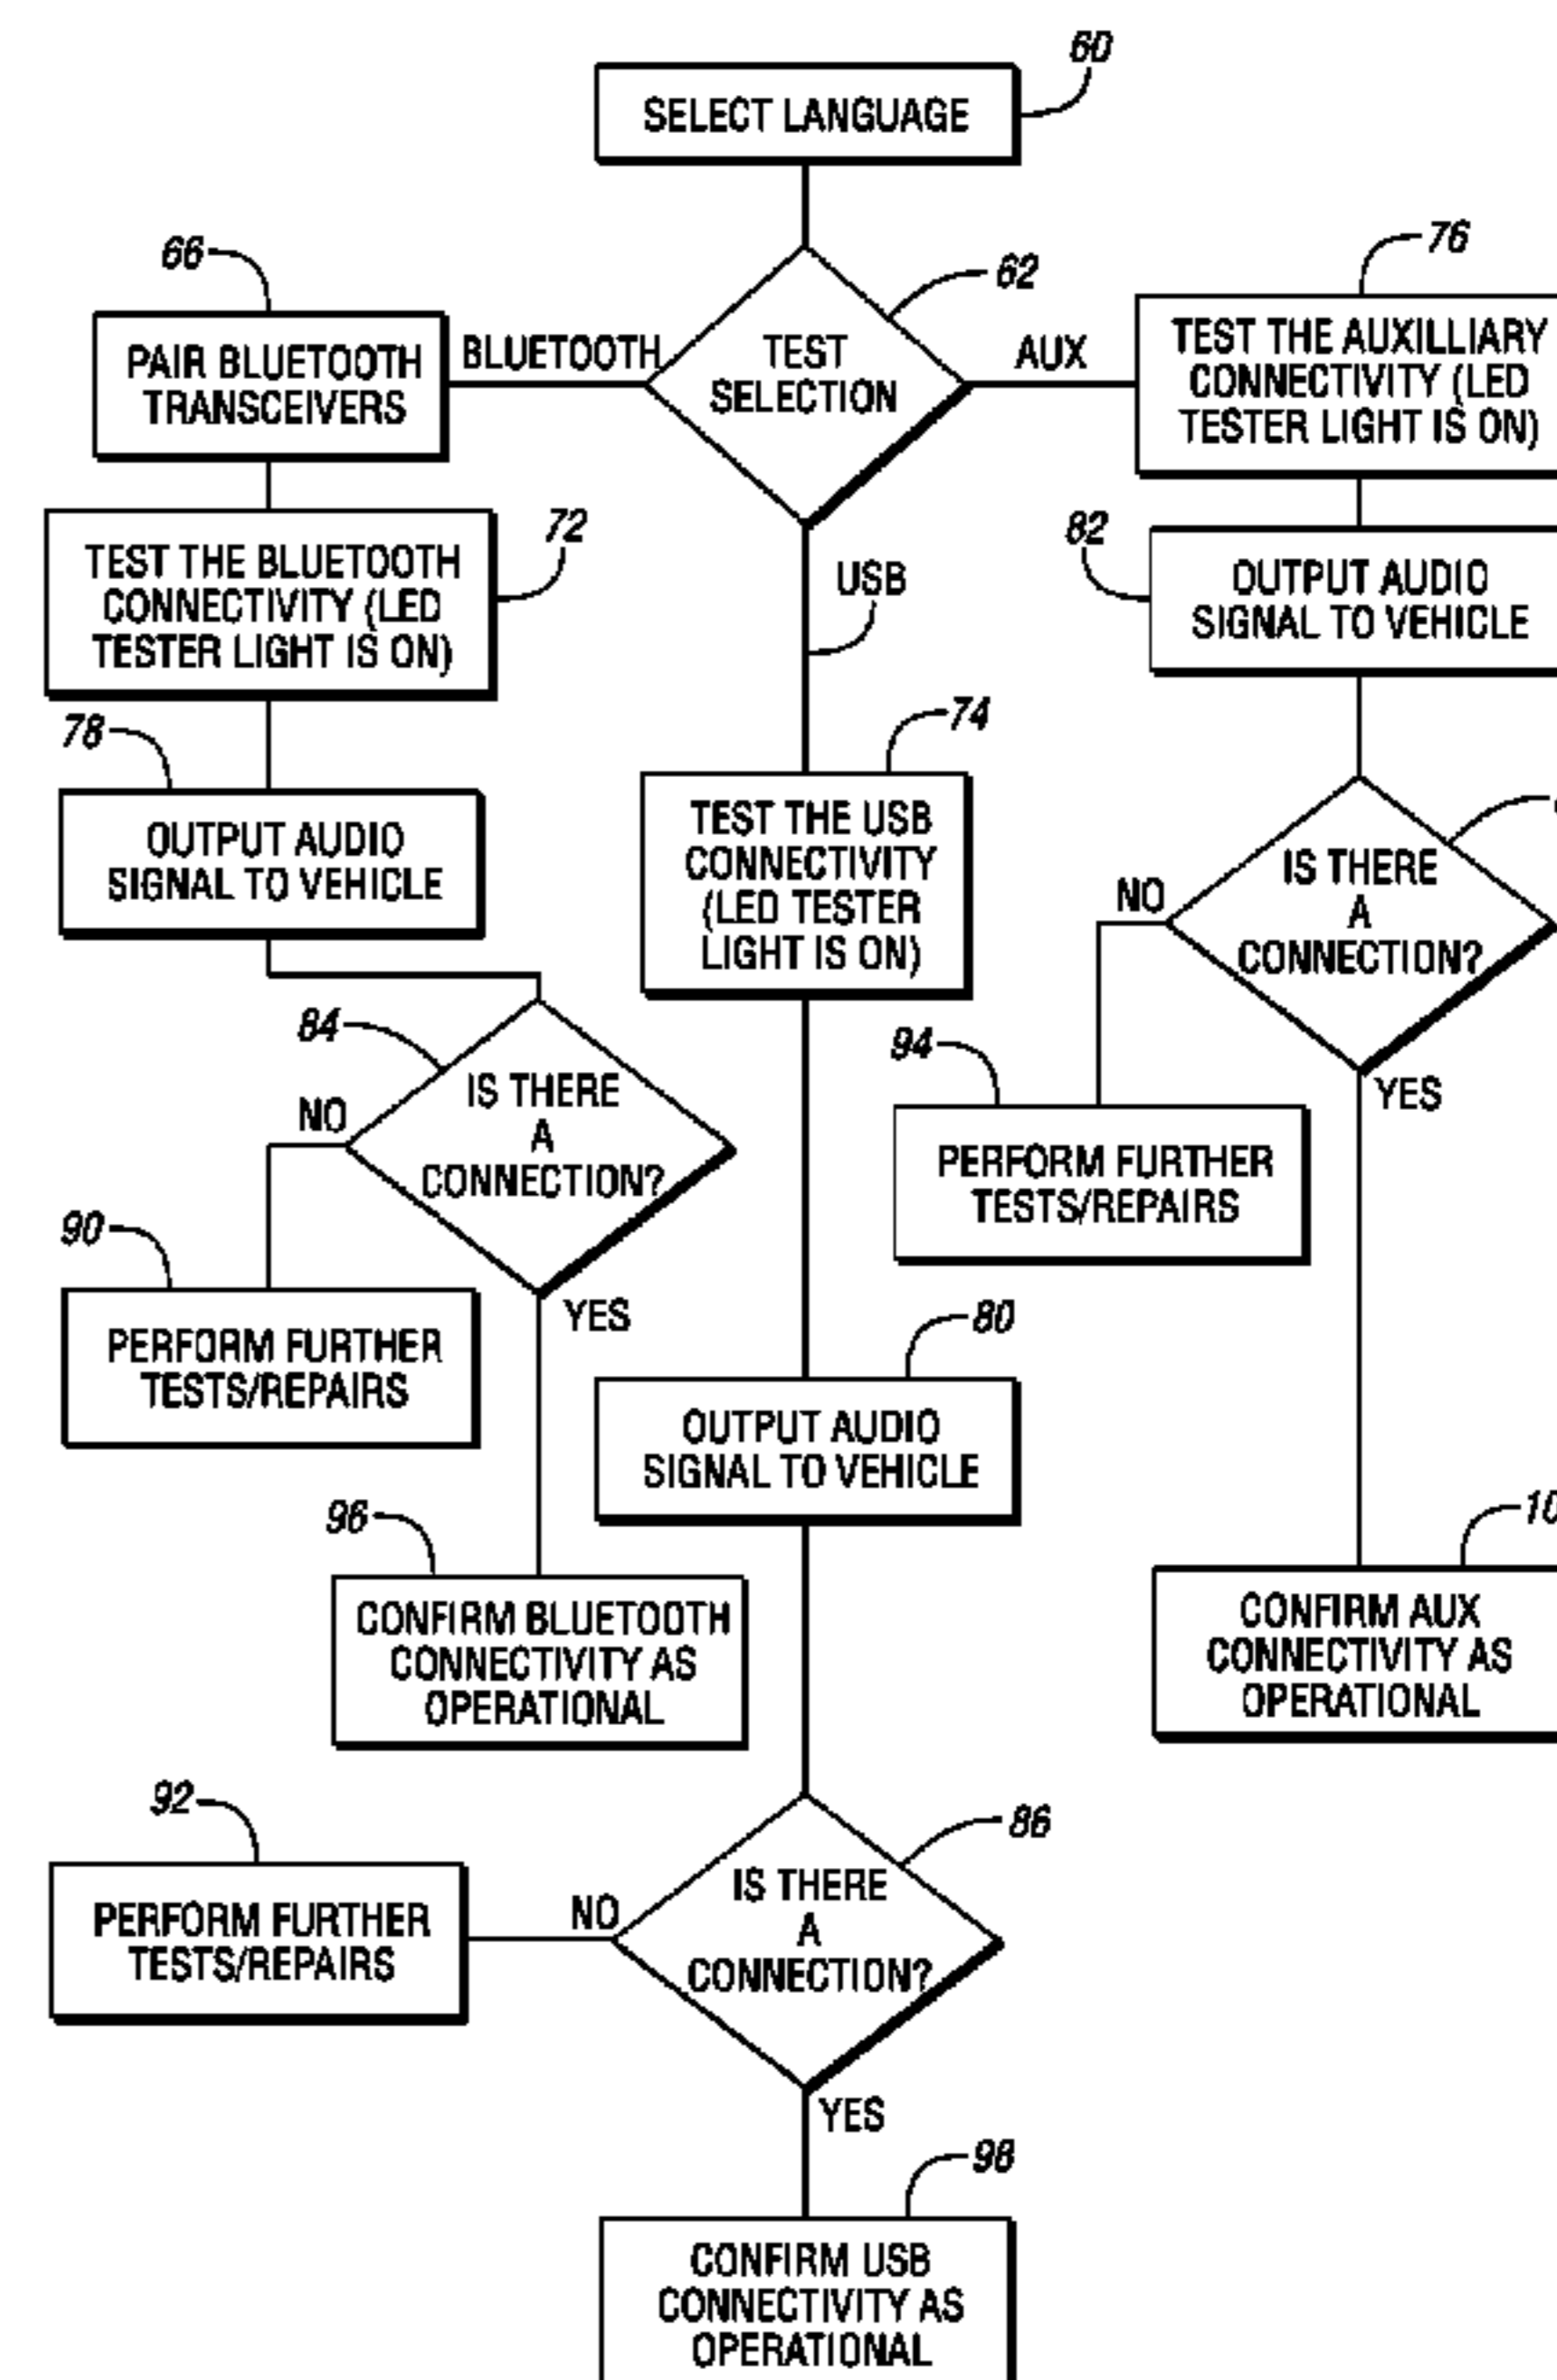 60
SELECT LANGUAGE
66
62
76
PAIR BLUETOOTH
TRANSCEIVERS
BLUETOOTH
TEST
SELECTION
AUX
TEST THE AUXILLIARY
CONNECTIVITY (LED
TESTER LIGHT IS ON)
72
TEST THE BLUETOOTH
CONNECTIVITY (LED
TESTER LIGHT IS ON)
USB
82
OUTPUT AUDIO
SIGNAL TO VEHICLE
78
OUTPUT AUDIO
SIGNAL TO VEHICLE
74
TEST THE USB
CONNECTIVITY
(LED TESTER
LIGHT IS ON)
IS THERE
A
CONNECTION?
NO
YES
84
IS THERE
A
CONNECTION?
NO
YES
94
PERFORM FURTHER
TESTS/REPAIRS
90
PERFORM FURTHER
TESTS/REPAIRS
80
OUTPUT AUDIO
SIGNAL TO VEHICLE
96
CONFIRM BLUETOOTH
CONNECTIVITY AS
OPERATIONAL
10
CONFIRM AUX
CONNECTIVITY AS
OPERATIONAL
92
PERFORM FURTHER
TESTS/REPAIRS
86
IS THERE
A
CONNECTION?
NO
YES
98
CONFIRM USB
CONNECTIVITY AS
OPERATIONAL